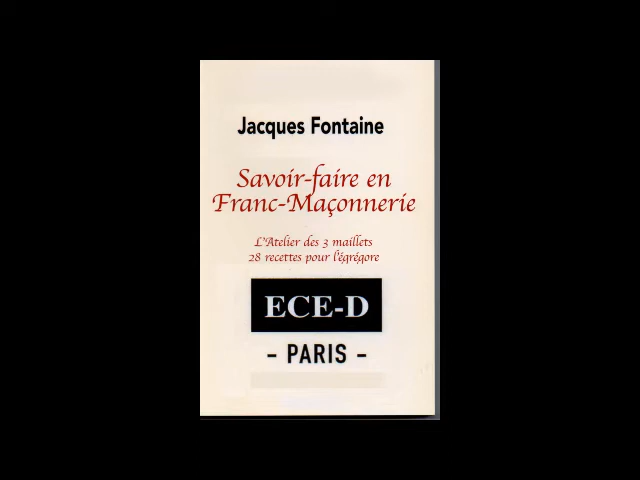 Jacques Fontaine
Savoir-faire en
Franc-Maçonnerie
L'Atelier des 3 maillets
28 recettes pour l'égrégore
ECE-D
- PARIS -